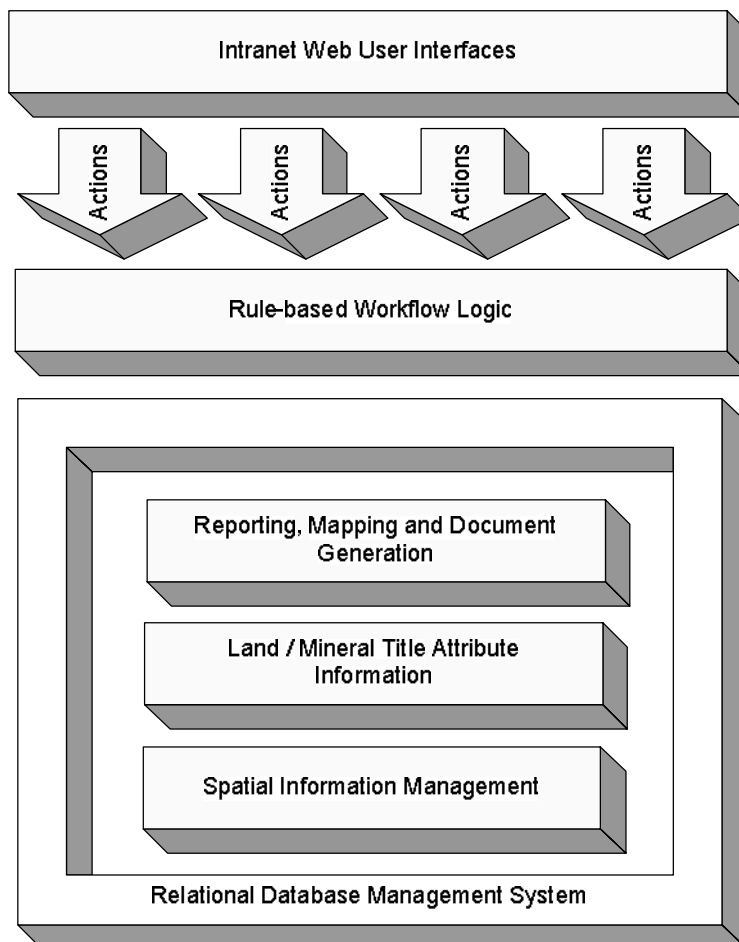 Intranet Web User Interfaces
Actions
Actions
Actions
Actions
Rule-based Workflow Logic
Reporting, Mapping and Document
Generation
Land / Mineral Title Attribute
Information
Spatial Information Management
Relational Database Management System